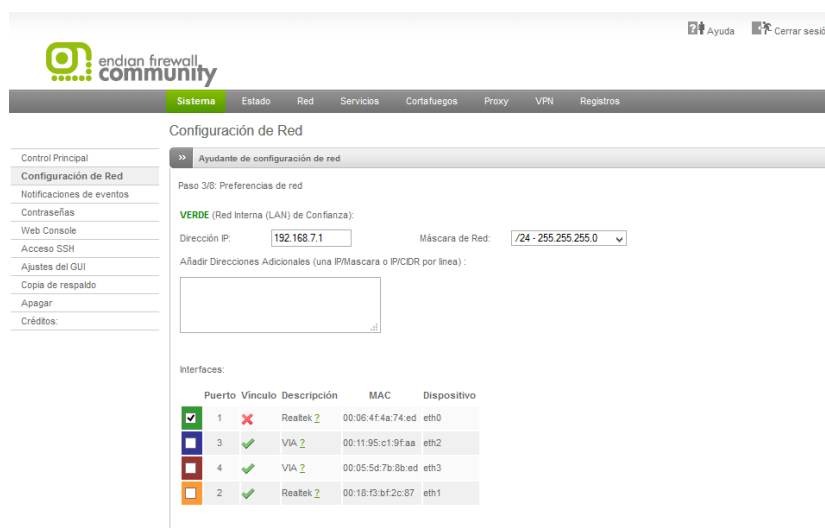 Ayuda Cerrar sesió
endian firewall
community
Sistema Estado Red Servicios Cortafuegos Proxy VPN Registros
Configuración de Red
Control Principal
Configuración de Red
Notificaciones de eventos
Contraseñas
Web Console
Acceso SSH
Ajustes del GUI
Copia de respaldo
Apagar
Créditos:
>> Ayudante de configuración de red
Paso 3/8: Preferencias de red
VERDE (Red Interna (LAN) de Confianza):
Dirección IP: 192.168.7.1 Máscara de Red: /24 - 255.255.255.0
Añadir Direcciones Adicionales (una IP/Mascara o IP/CIDR por linea) :
Interfaces:
Puerto Vínculo Descripción MAC Dispositivo
1 Realtek ? 00:06:4f:4a:74:ed eth0
3 VIA ? 00:11:95:c1:9f:aa eth2
4 VIA ? 00:05:5d:7b:8b:ed eth3
2 Realtek ? 00:18:f3:bf:2c:87 eth1